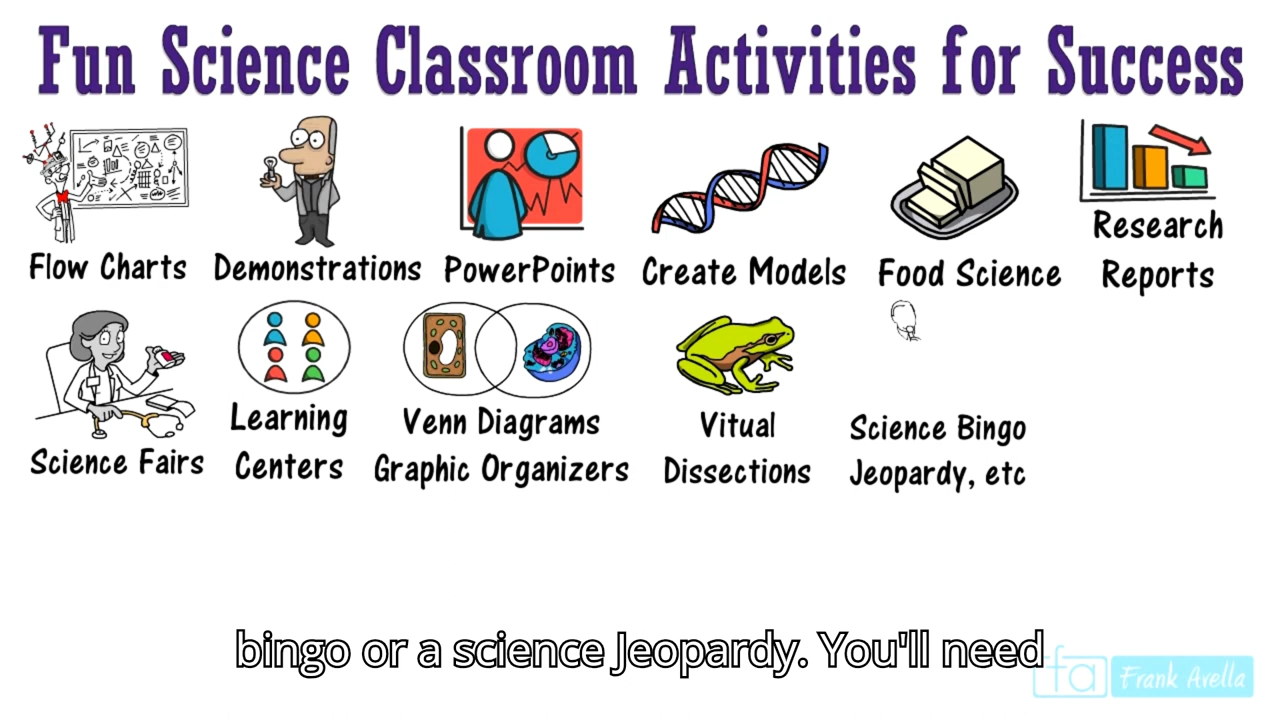 Fun Science Classroom Activities for Success
Flow Charts
Demonstrations
PowerPoints
Create Models
Food Science
Research
Reports
Science Fairs
Learning
Centers
Venn Diagrams
Graphic Organizers
Vitual
Dissections
Science Bingo
Jeopardy, etc
bingo or a science Jeopardy. You'll need
fa Frank Avella